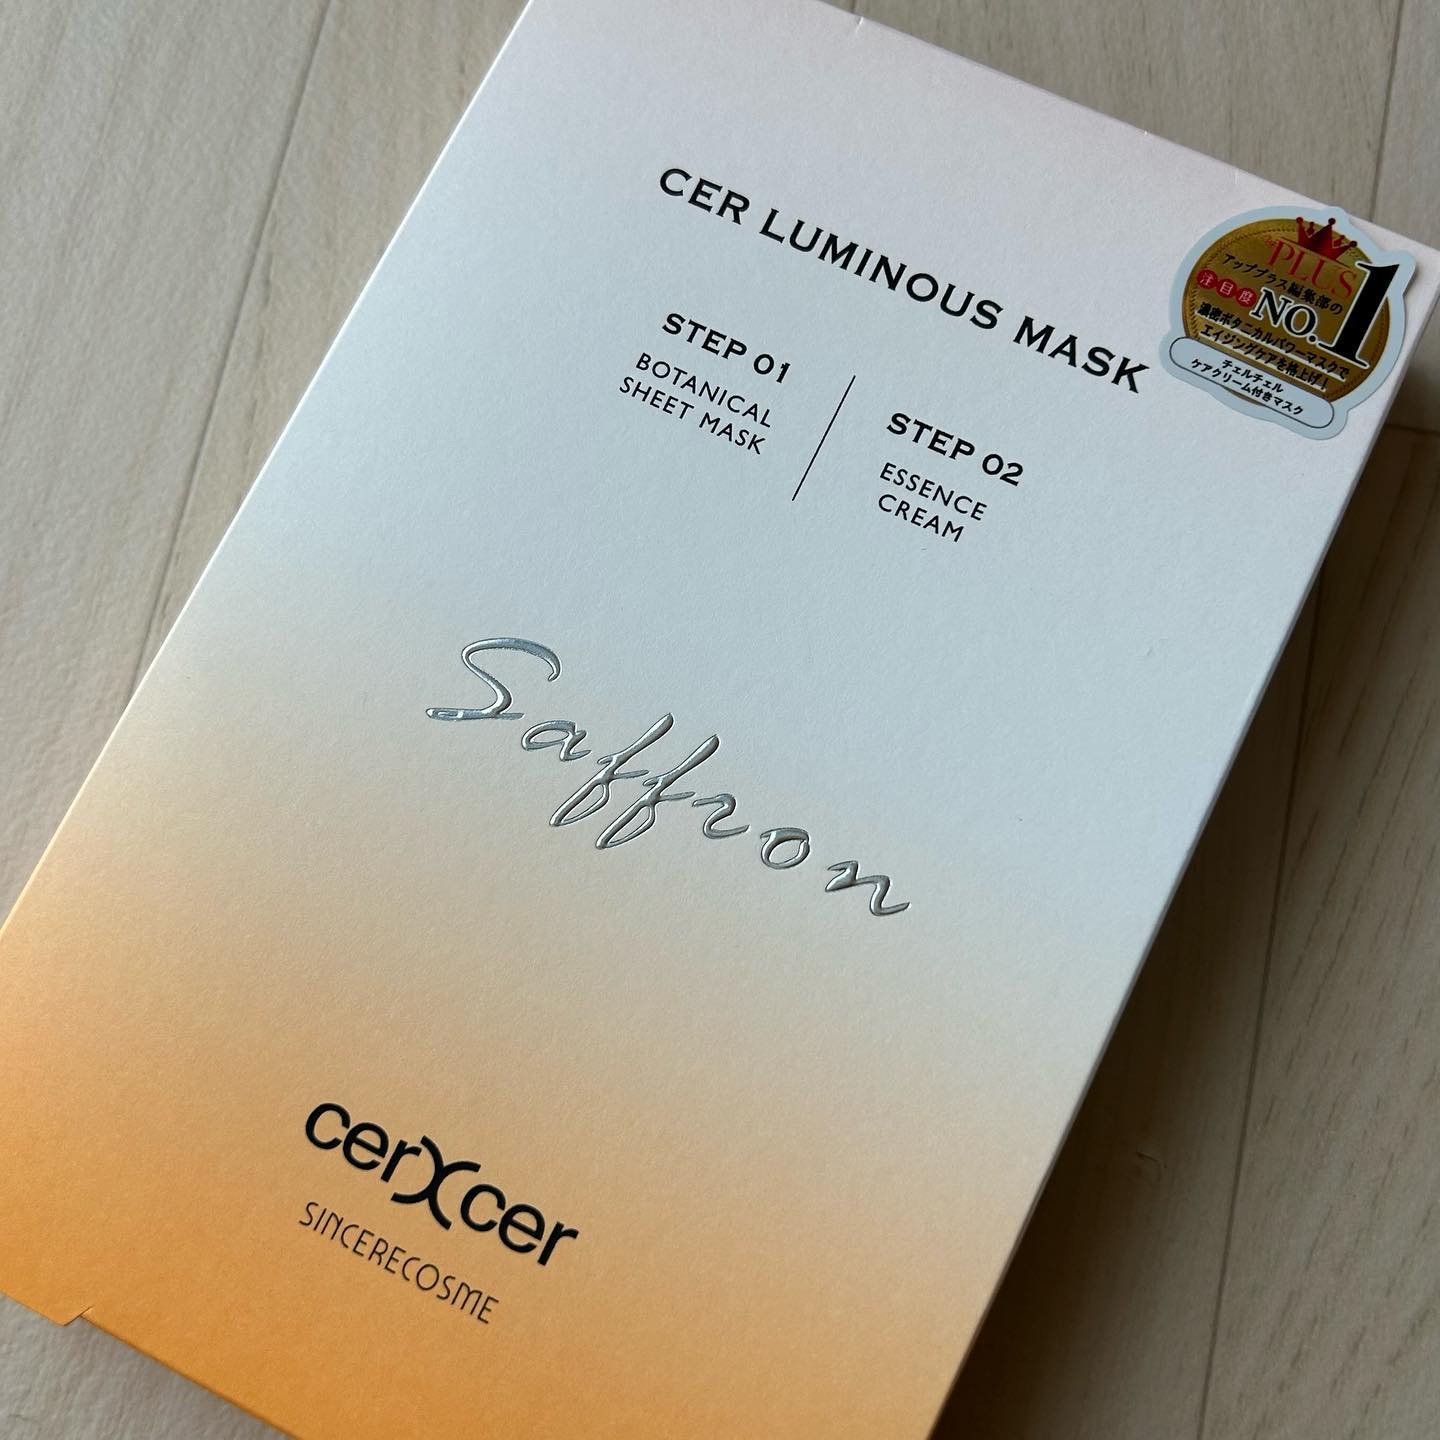 CER LUMINOUS MASK
STEP 01
BOTANICAL
SHEET MASK
STEP 02
ESSENCE
CREAM
PLUS
アッププラス編集部の
注目度
NO.1
濃密ボタニカルパワーマスクで
エイジングケアを格上げ!
チェルチェル
ケアクリーム付きマスク
Saffron
cerXcer
SINCERECOSME